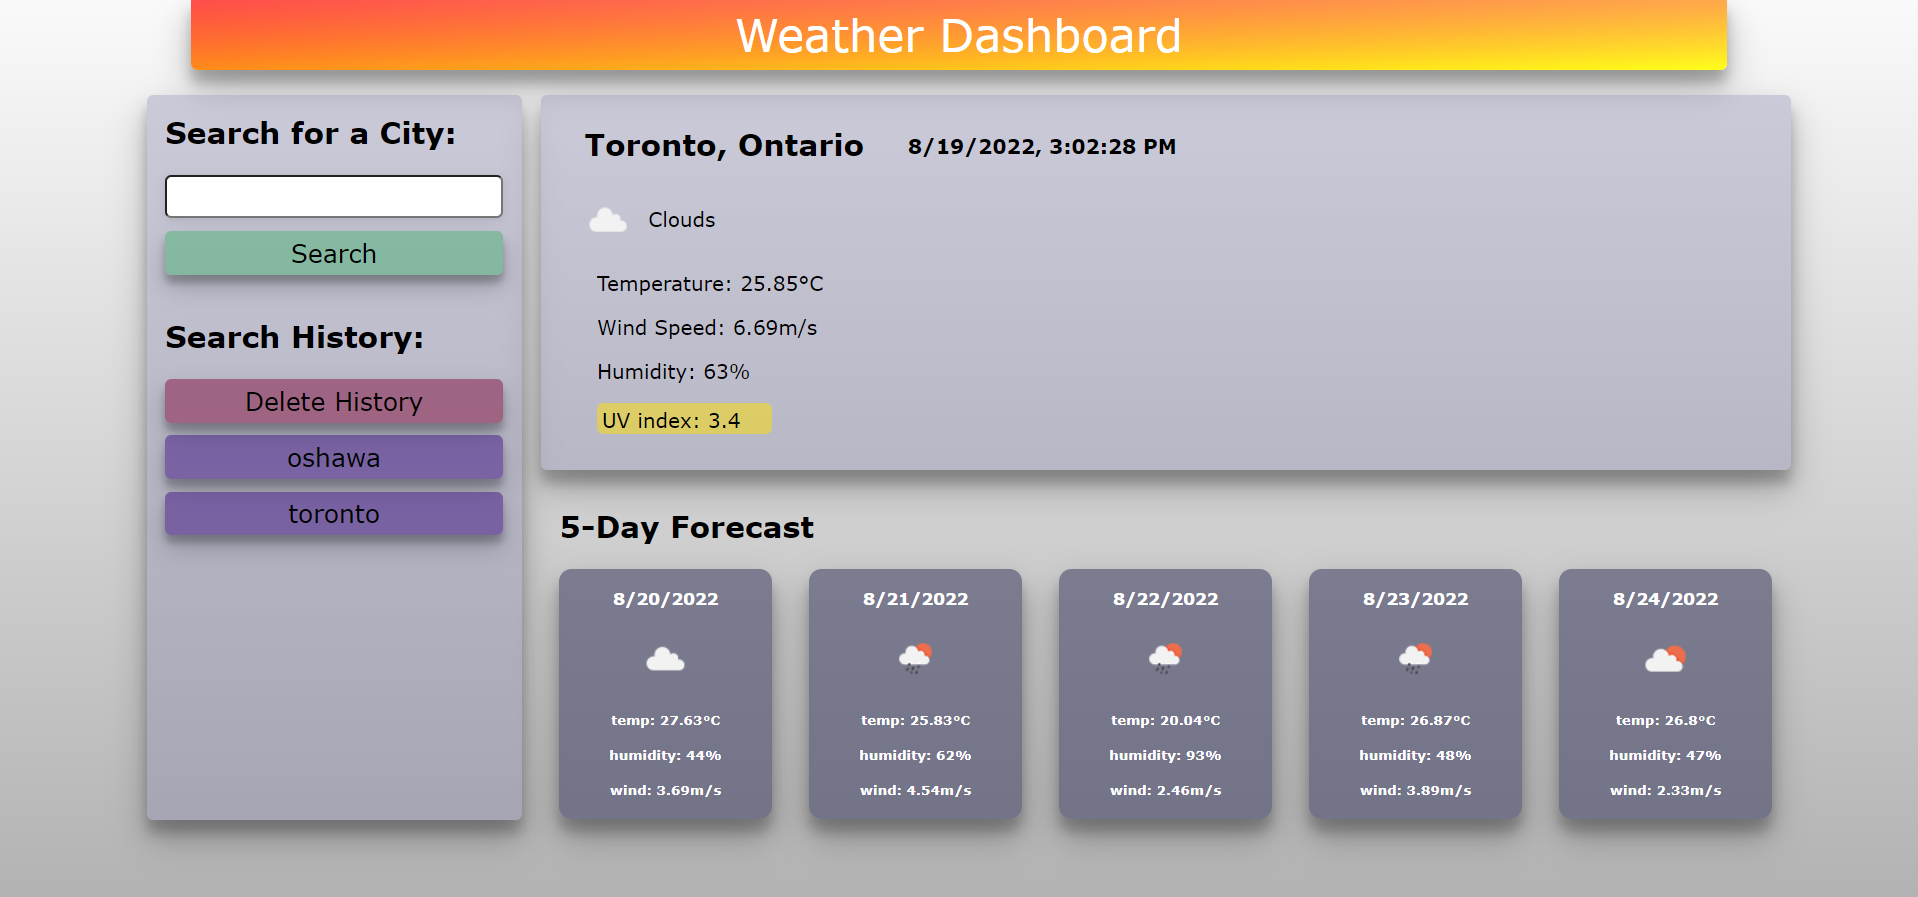 Weather Dashboard
Search for a City:
Search
Search History:
Delete History
oshawa
toronto
Toronto, Ontario 8/19/2022, 3:02:28 PM
Clouds
Temperature: 25.85°C
Wind Speed: 6.69m/s
Humidity: 63%
UV index: 3.4
5-Day Forecast
8/20/2022
temp: 27.63°C
humidity: 44%
wind: 3.69m/s
8/21/2022
temp: 25.83°C
humidity: 62%
wind: 4.54m/s
8/22/2022
temp: 20.04°C
humidity: 93%
wind: 2.46m/s
8/23/2022
temp: 26.87°C
humidity: 48%
wind: 3.89m/s
8/24/2022
temp: 26.8°C
humidity: 47%
wind: 2.33m/s